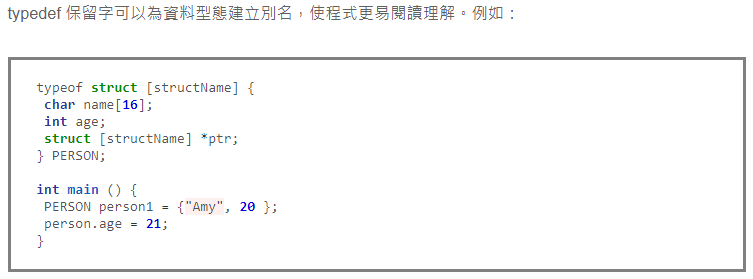 typedef 保留字可以為資料型態建立別名，使程式更易閱讀理解。例如：
typeof struct [structName] {
char name[16];
int age;
struct [structName] *ptr;
} PERSON;
int main () {
PERSON person1 = {"Amy", 20 };
person.age = 21;
}